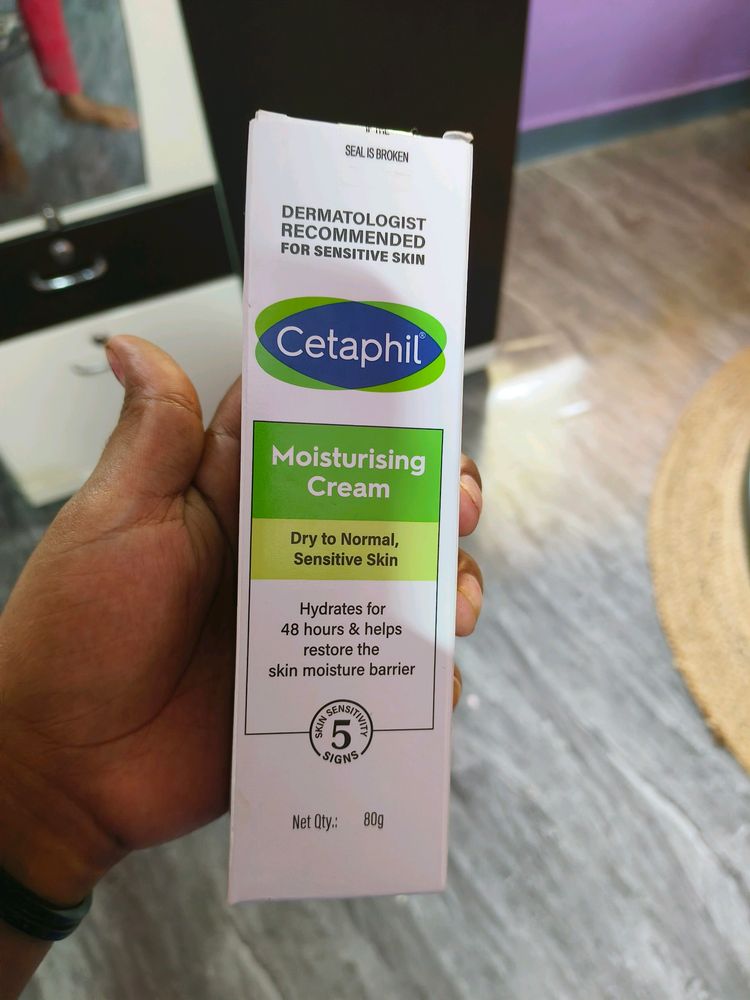 SEAL IS BROKEN
DERMATOLOGIST
RECOMMENDED
FOR SENSITIVE SKIN
Cetaphil®
Moisturising
Cream
Dry to Normal,
Sensitive Skin
Hydrates for
48 hours & helps
restore the
skin moisture barrier
SKIN SENSITIVITY
5
SIGNS
Net Qty.: 80g